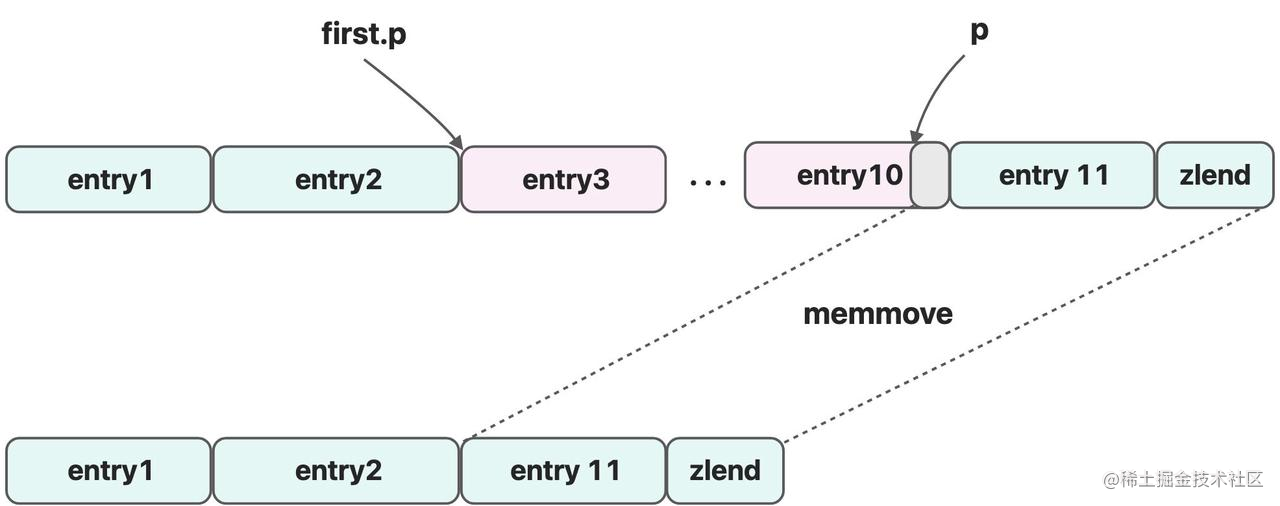 first.p
p
entry1 entry2 entry3 ... entry10 entry 11 zlend
memmove
entry1 entry2 entry 11 zlend
@稀土掘金技术社区